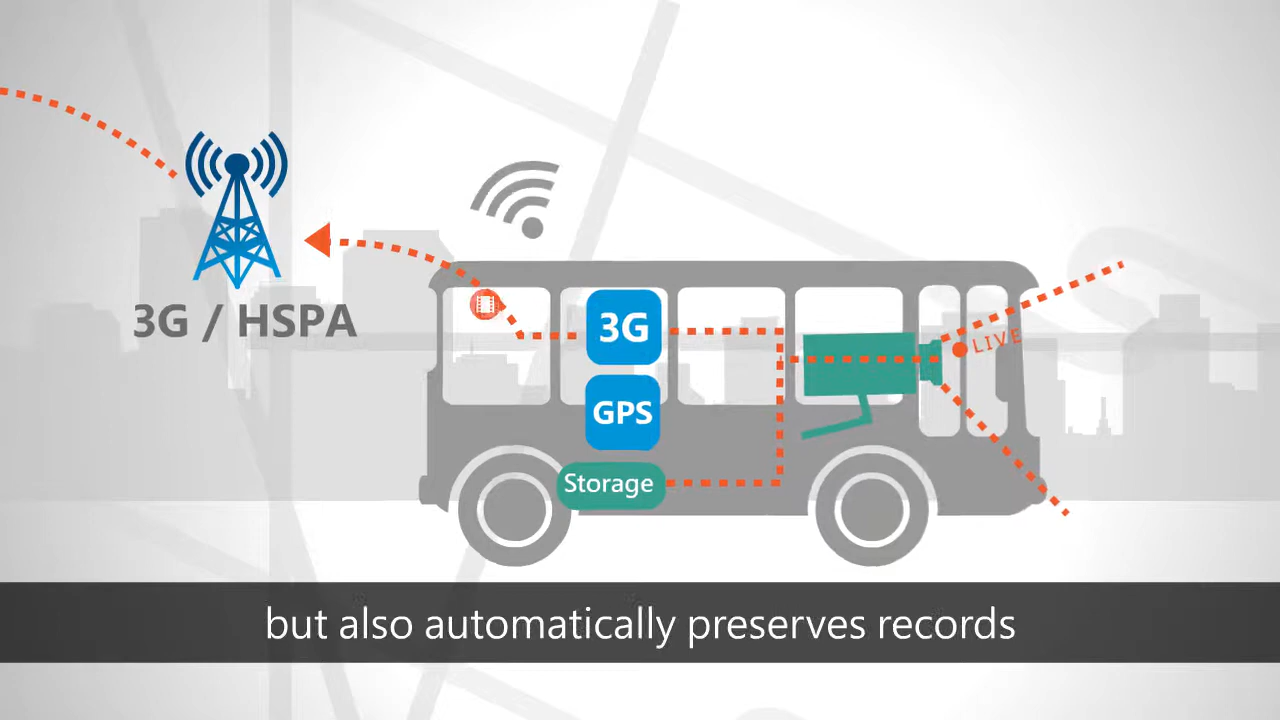 3G / HSPA
3G
LIVE
GPS
Storage
but also automatically preserves records